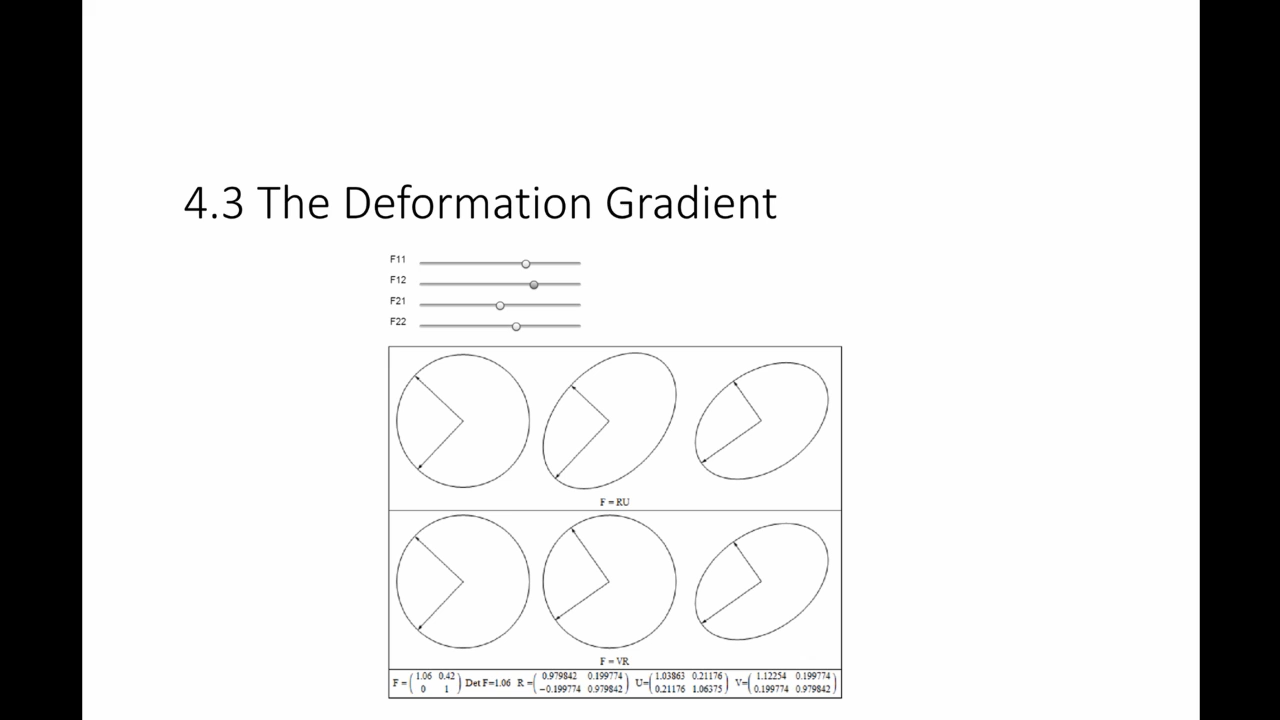 4.3 The Deformation Gradient
F11
F12
F21
F22
F = RU
F = VR
F = ( 1.06 0.42 ) Det F=1.06 R = ( 0.979842 0.199774 ) U= ( 1.03863 0.21176 ) V= ( 1.12254 0.199774 )
( 0 1 ) ( −0.199774 0.979842 ) ( 0.21176 1.06375 ) ( 0.199774 0.979842 )